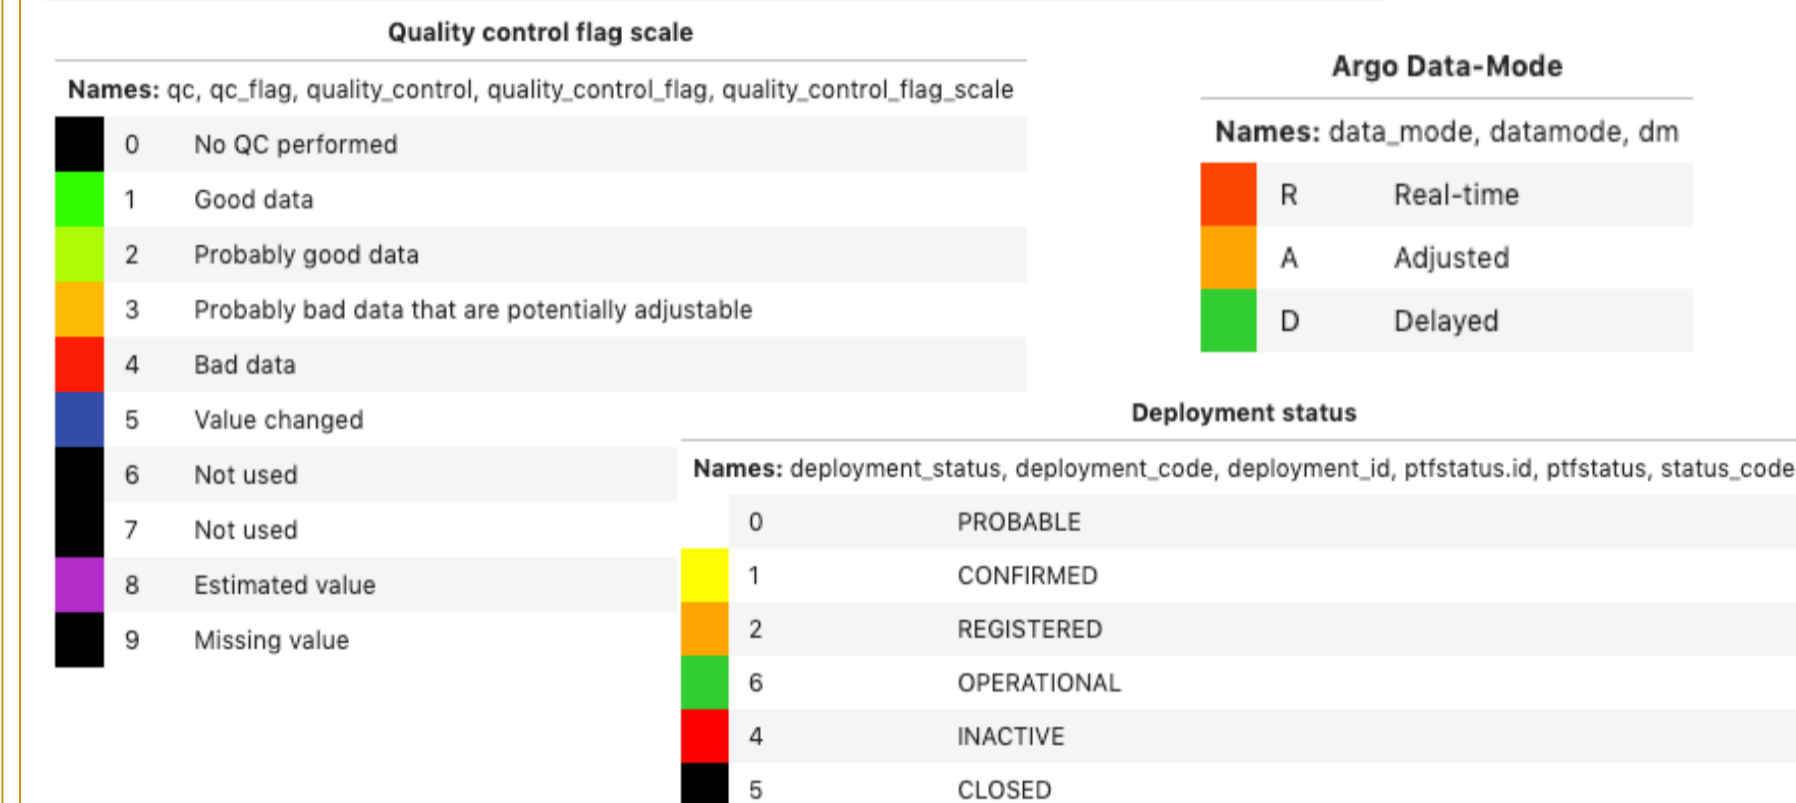 Quality control flag scale
Names: qc, qc_flag, quality_control, quality_control_flag, quality_control_flag_scale
0 No QC performed
1 Good data
2 Probably good data
3 Probably bad data that are potentially adjustable
4 Bad data
5 Value changed
6 Not used
7 Not used
8 Estimated value
9 Missing value
Argo Data-Mode
Names: data_mode, datamode, dm
R Real-time
A Adjusted
D Delayed
Deployment status
Names: deployment_status, deployment_code, deployment_id, ptfstatus.id, ptfstatus, status_code
0 PROBABLE
1 CONFIRMED
2 REGISTERED
6 OPERATIONAL
4 INACTIVE
5 CLOSED